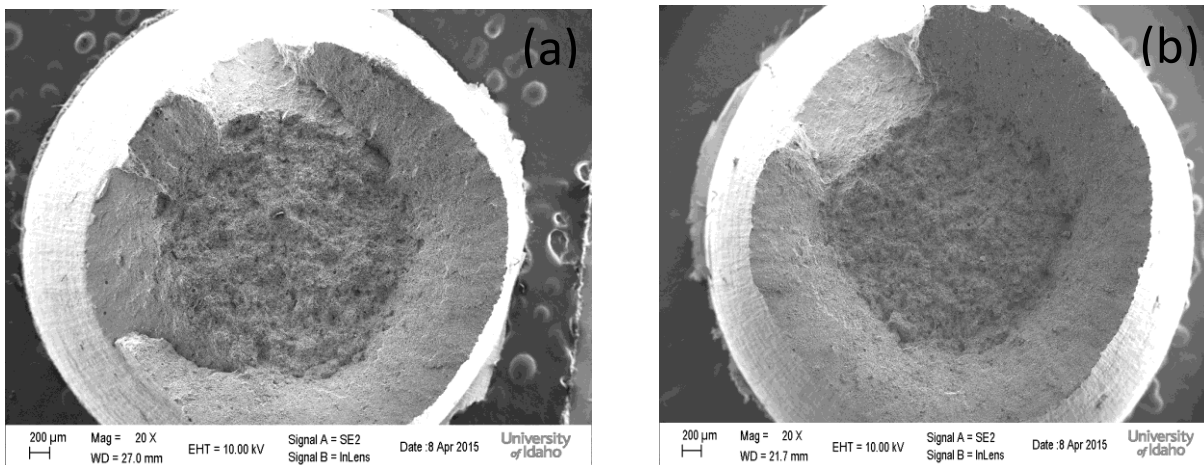 (a)
200 µm Mag = 20 X EHT = 10.00 kV Signal A = SE2 Date :8 Apr 2015 University
WD = 27.0 mm Signal B = InLens of Idaho
(b)
200 µm Mag = 20 X EHT = 10.00 kV Signal A = SE2 Date :8 Apr 2015 University
WD = 21.7 mm Signal B = InLens of Idaho